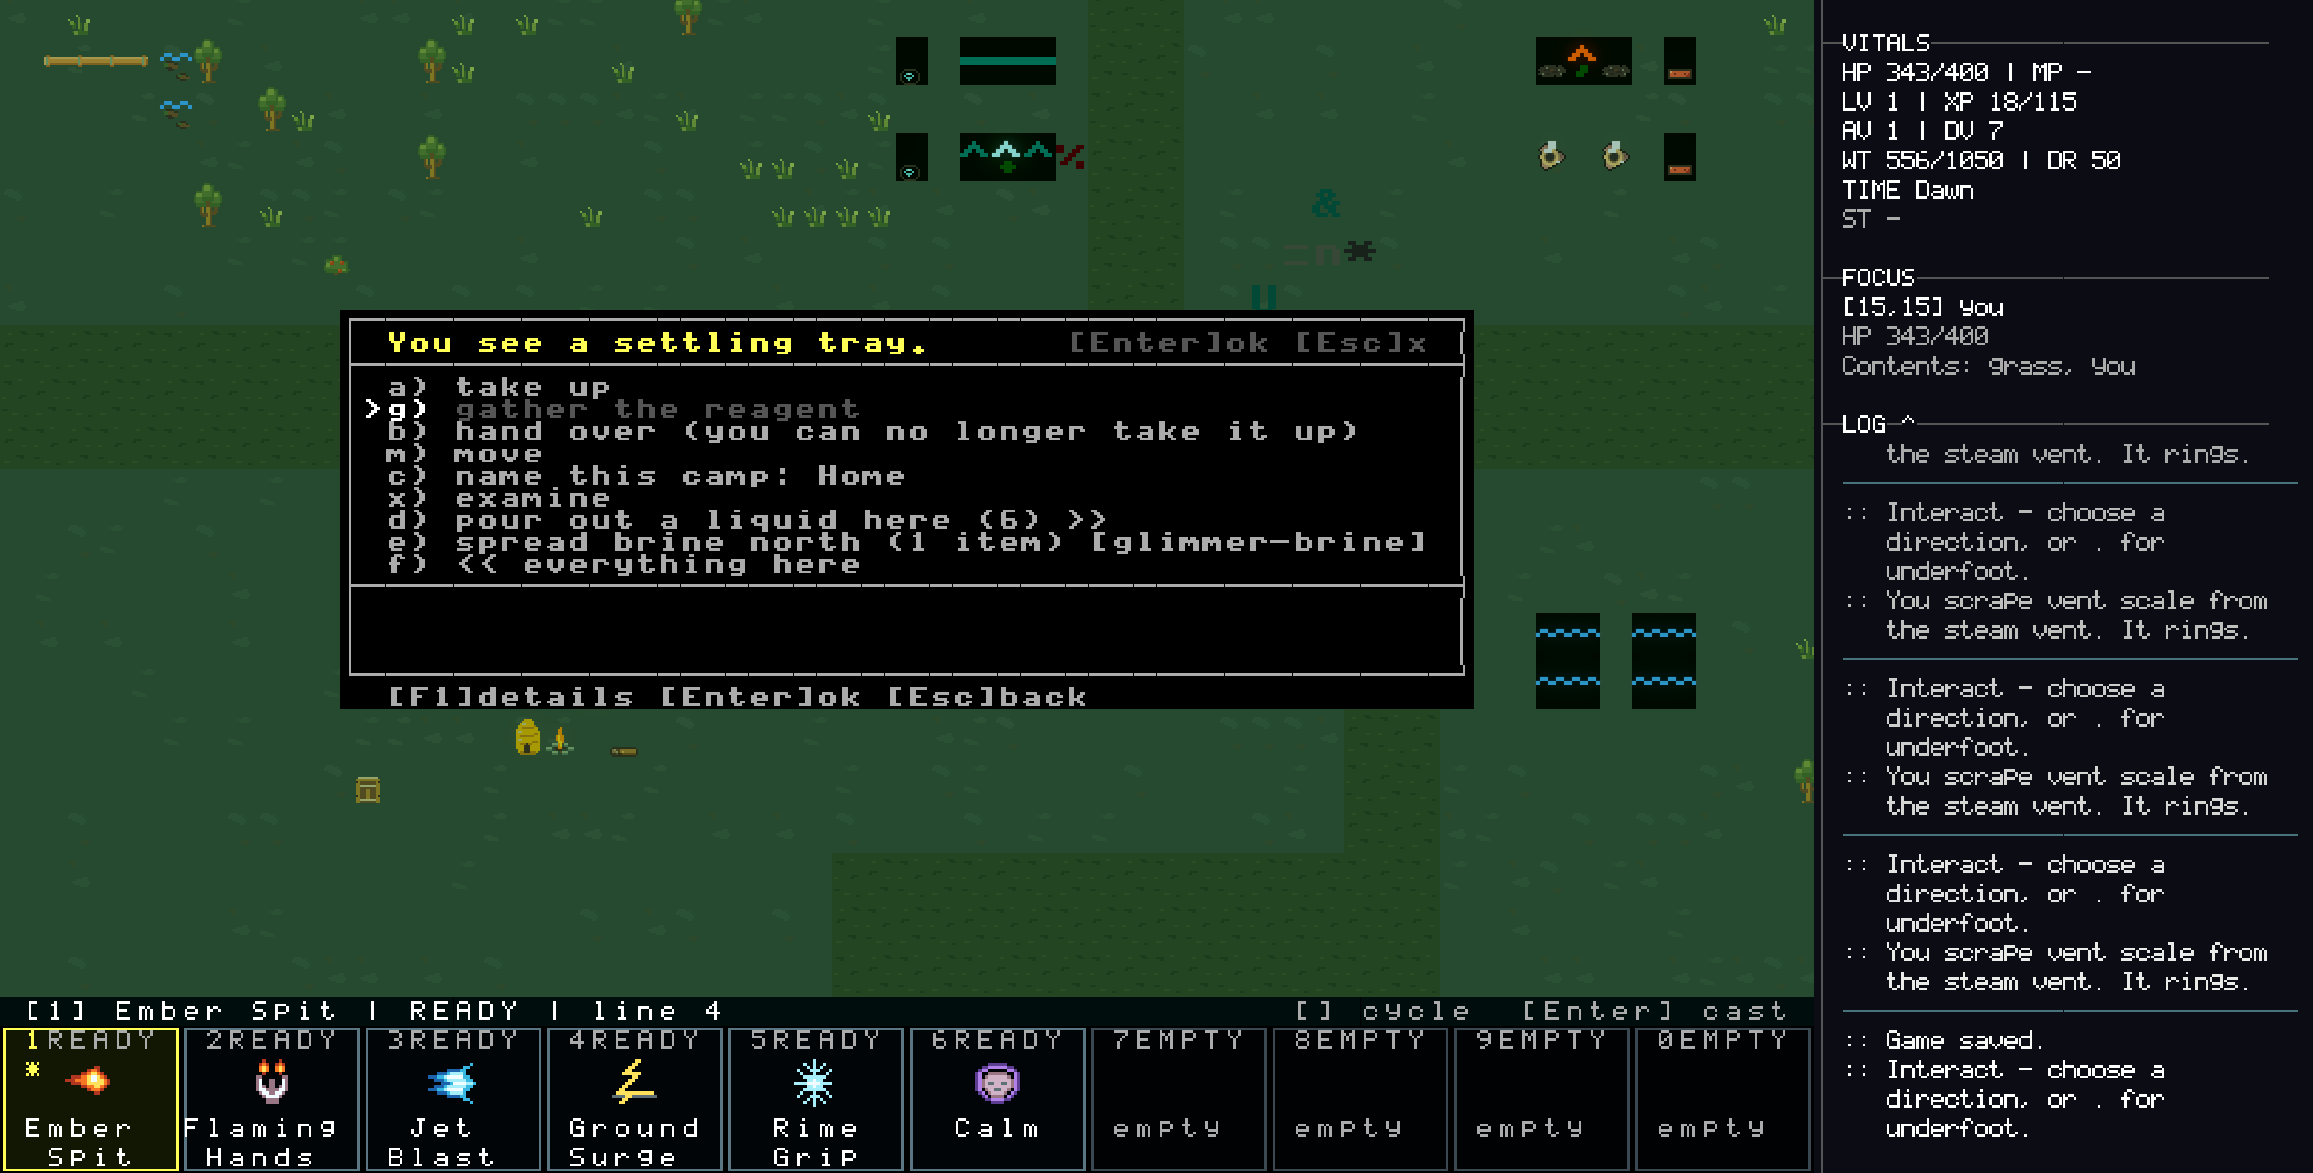 You see a settling tray. [Enter]ok [Esc]x
a) take up
>g) gather the reagent
b) hand over (you can no longer take it up)
m) move
c) name this camp: Home
x) examine
d) pour out a liquid here (6) >>
e) spread brine north (1 item) [glimmer-brine]
f) << everything here
[F1]details [Enter]ok [Esc]back
[1] Ember Spit | READY | line 4 [] cycle [Enter] cast
1READY 2READY 3READY 4READY 5READY 6READY 7EMPTY 8EMPTY 9EMPTY 0EMPTY
Ember Flaming Jet Ground Rime Calm empty empty empty empty
Spit Hands Blast Surge Grip
VITALS
HP 343/400 | MP -
LV 1 | XP 18/115
AV 1 | DV 7
WT 556/1050 | DR 50
TIME Dawn
ST -
FOCUS
[15,15] You
HP 343/400
Contents: grass, You
LOG ^
the steam vent. It rings.
:: Interact - choose a
direction, or . for
underfoot.
:: You scrape vent scale from
the steam vent. It rings.
:: Interact - choose a
direction, or . for
underfoot.
:: You scrape vent scale from
the steam vent. It rings.
:: Interact - choose a
direction, or . for
underfoot.
:: You scrape vent scale from
the steam vent. It rings.
:: Game saved.
:: Interact - choose a
direction, or . for
underfoot.